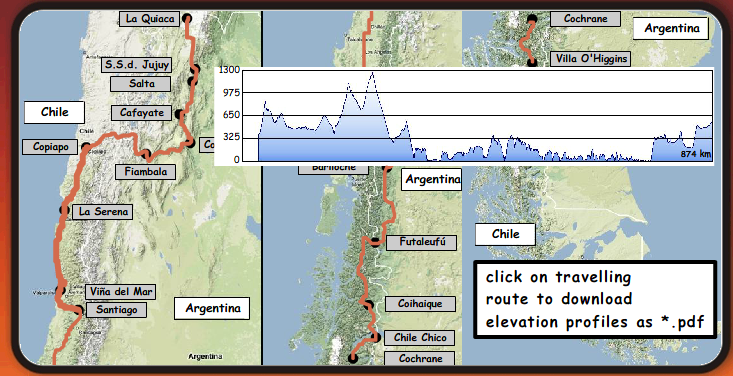 La Quiaca
S.S.d. Jujuy
Salta
Chile
Cafayate
Chile
Copiapo
Co
Fiambala
La Serena
Viña del Mar
Santiago
Argentina
Argentina
1300
975
650
325
0
874 km
Bariloche
Argentina
Futaleufú
Coihaique
Chile Chico
Cochrane
Cochrane
Argentina
Villa O'Higgins
Chile
click on travelling
route to download
elevation profiles as *.pdf